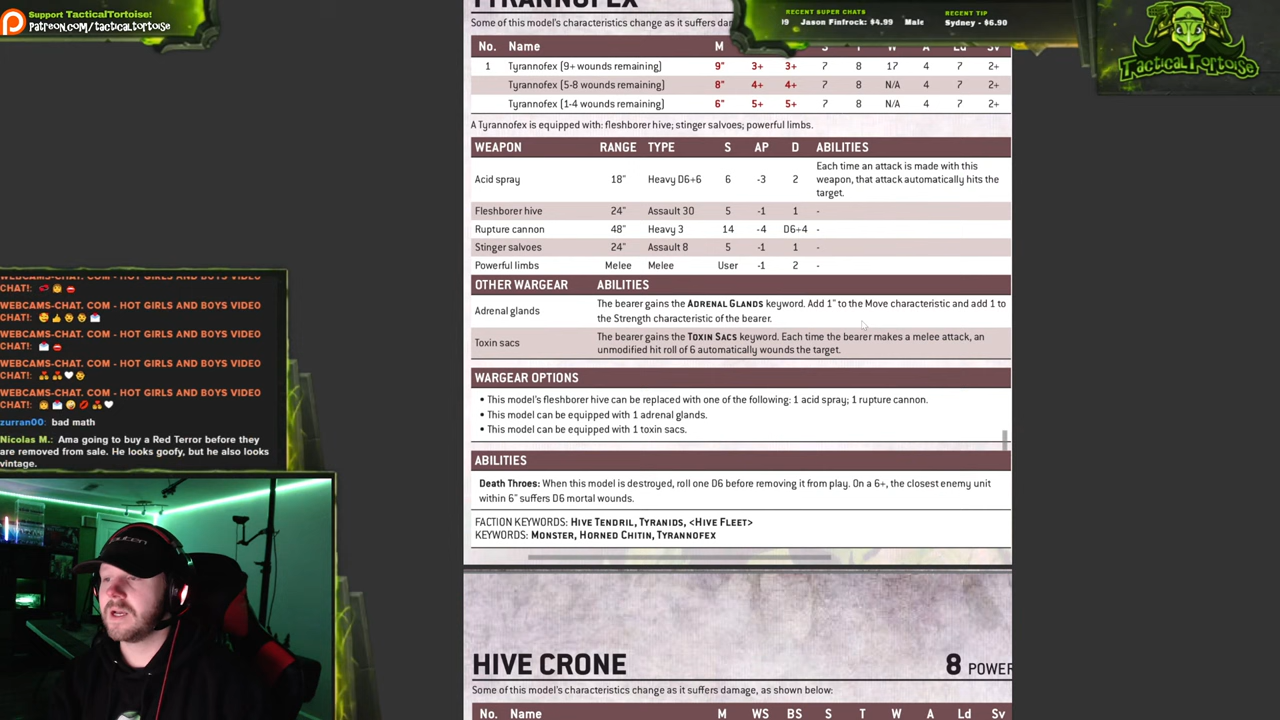 Support TacticalTortoise!
Patreon.com/tacticaltortoise
RECENT SUPER CHATS
Jason Finfrock: $4.99 Male
RECENT TIP
Sydney - $6.90
TACTICALTORTOISE
TYRANNOFEX
Some of this model's characteristics change as it suffers
No. Name M S T W A Ld Sv
1 Tyrannofex (9+ wounds remaining) 9" 3+ 3+ 7 8 17 4 7 2+
Tyrannofex (5-8 wounds remaining) 8" 4+ 4+ 7 8 N/A 4 7 2+
Tyrannofex (1-4 wounds remaining) 6" 5+ 5+ 7 8 N/A 4 7 2+
A Tyrannofex is equipped with: fleshborer hive; stinger salvoes; powerful limbs.
WEAPON RANGE TYPE S AP D ABILITIES
Acid spray 18" Heavy D6+6 6 -3 2 Each time an attack is made with this
weapon, that attack automatically hits the
target.
Fleshborer hive 24" Assault 30 5 -1 1 -
Rupture cannon 48" Heavy 3 14 -4 D6+4 -
Stinger salvoes 24" Assault 8 5 -1 1 -
Powerful limbs Melee Melee User -1 2 -
OTHER WARGEAR ABILITIES
Adrenal glands The bearer gains the ADRENAL GLANDS keyword. Add 1" to the Move characteristic and add 1 to
the Strength characteristic of the bearer.
Toxin sacs The bearer gains the TOXIN SACS keyword. Each time the bearer makes a melee attack, an
unmodified hit roll of 6 automatically wounds the target.
WARGEAR OPTIONS
• This model's fleshborer hive can be replaced with one of the following: 1 acid spray; 1 rupture cannon.
• This model can be equipped with 1 adrenal glands.
• This model can be equipped with 1 toxin sacs.
ABILITIES
Death Throes: When this model is destroyed, roll one D6 before removing it from play. On a 6+, the closest enemy unit
within 6" suffers D6 mortal wounds.
FACTION KEYWORDS: HIVE TENDRIL, TYRANIDS, <HIVE FLEET>
KEYWORDS: MONSTER, HORNED CHITIN, TYRANNOFEX
HIVE CRONE 8 POWER
Some of this model's characteristics change as it suffers damage, as shown below:
No. Name M WS BS S T W A Ld Sv
WEBCAMS-CHAT. COM - HOT GIRLS AND BOYS VIDEO
CHAT!: 💋👩👄
WEBCAMS-CHAT. COM - HOT GIRLS AND BOYS VIDEO
CHAT!:
WEBCAMS-CHAT. COM - HOT GIRLS AND BOYS VIDEO
CHAT!:
WEBCAMS-CHAT. COM - HOT GIRLS AND BOYS VIDEO
CHAT!:
WEBCAMS-CHAT. COM - HOT GIRLS AND BOYS VIDEO
CHAT!:
zurran00: bad math
Nicolas M.: Ama going to buy a Red Terror before they
are removed from sale. He looks goofy, but he also looks
vintage.